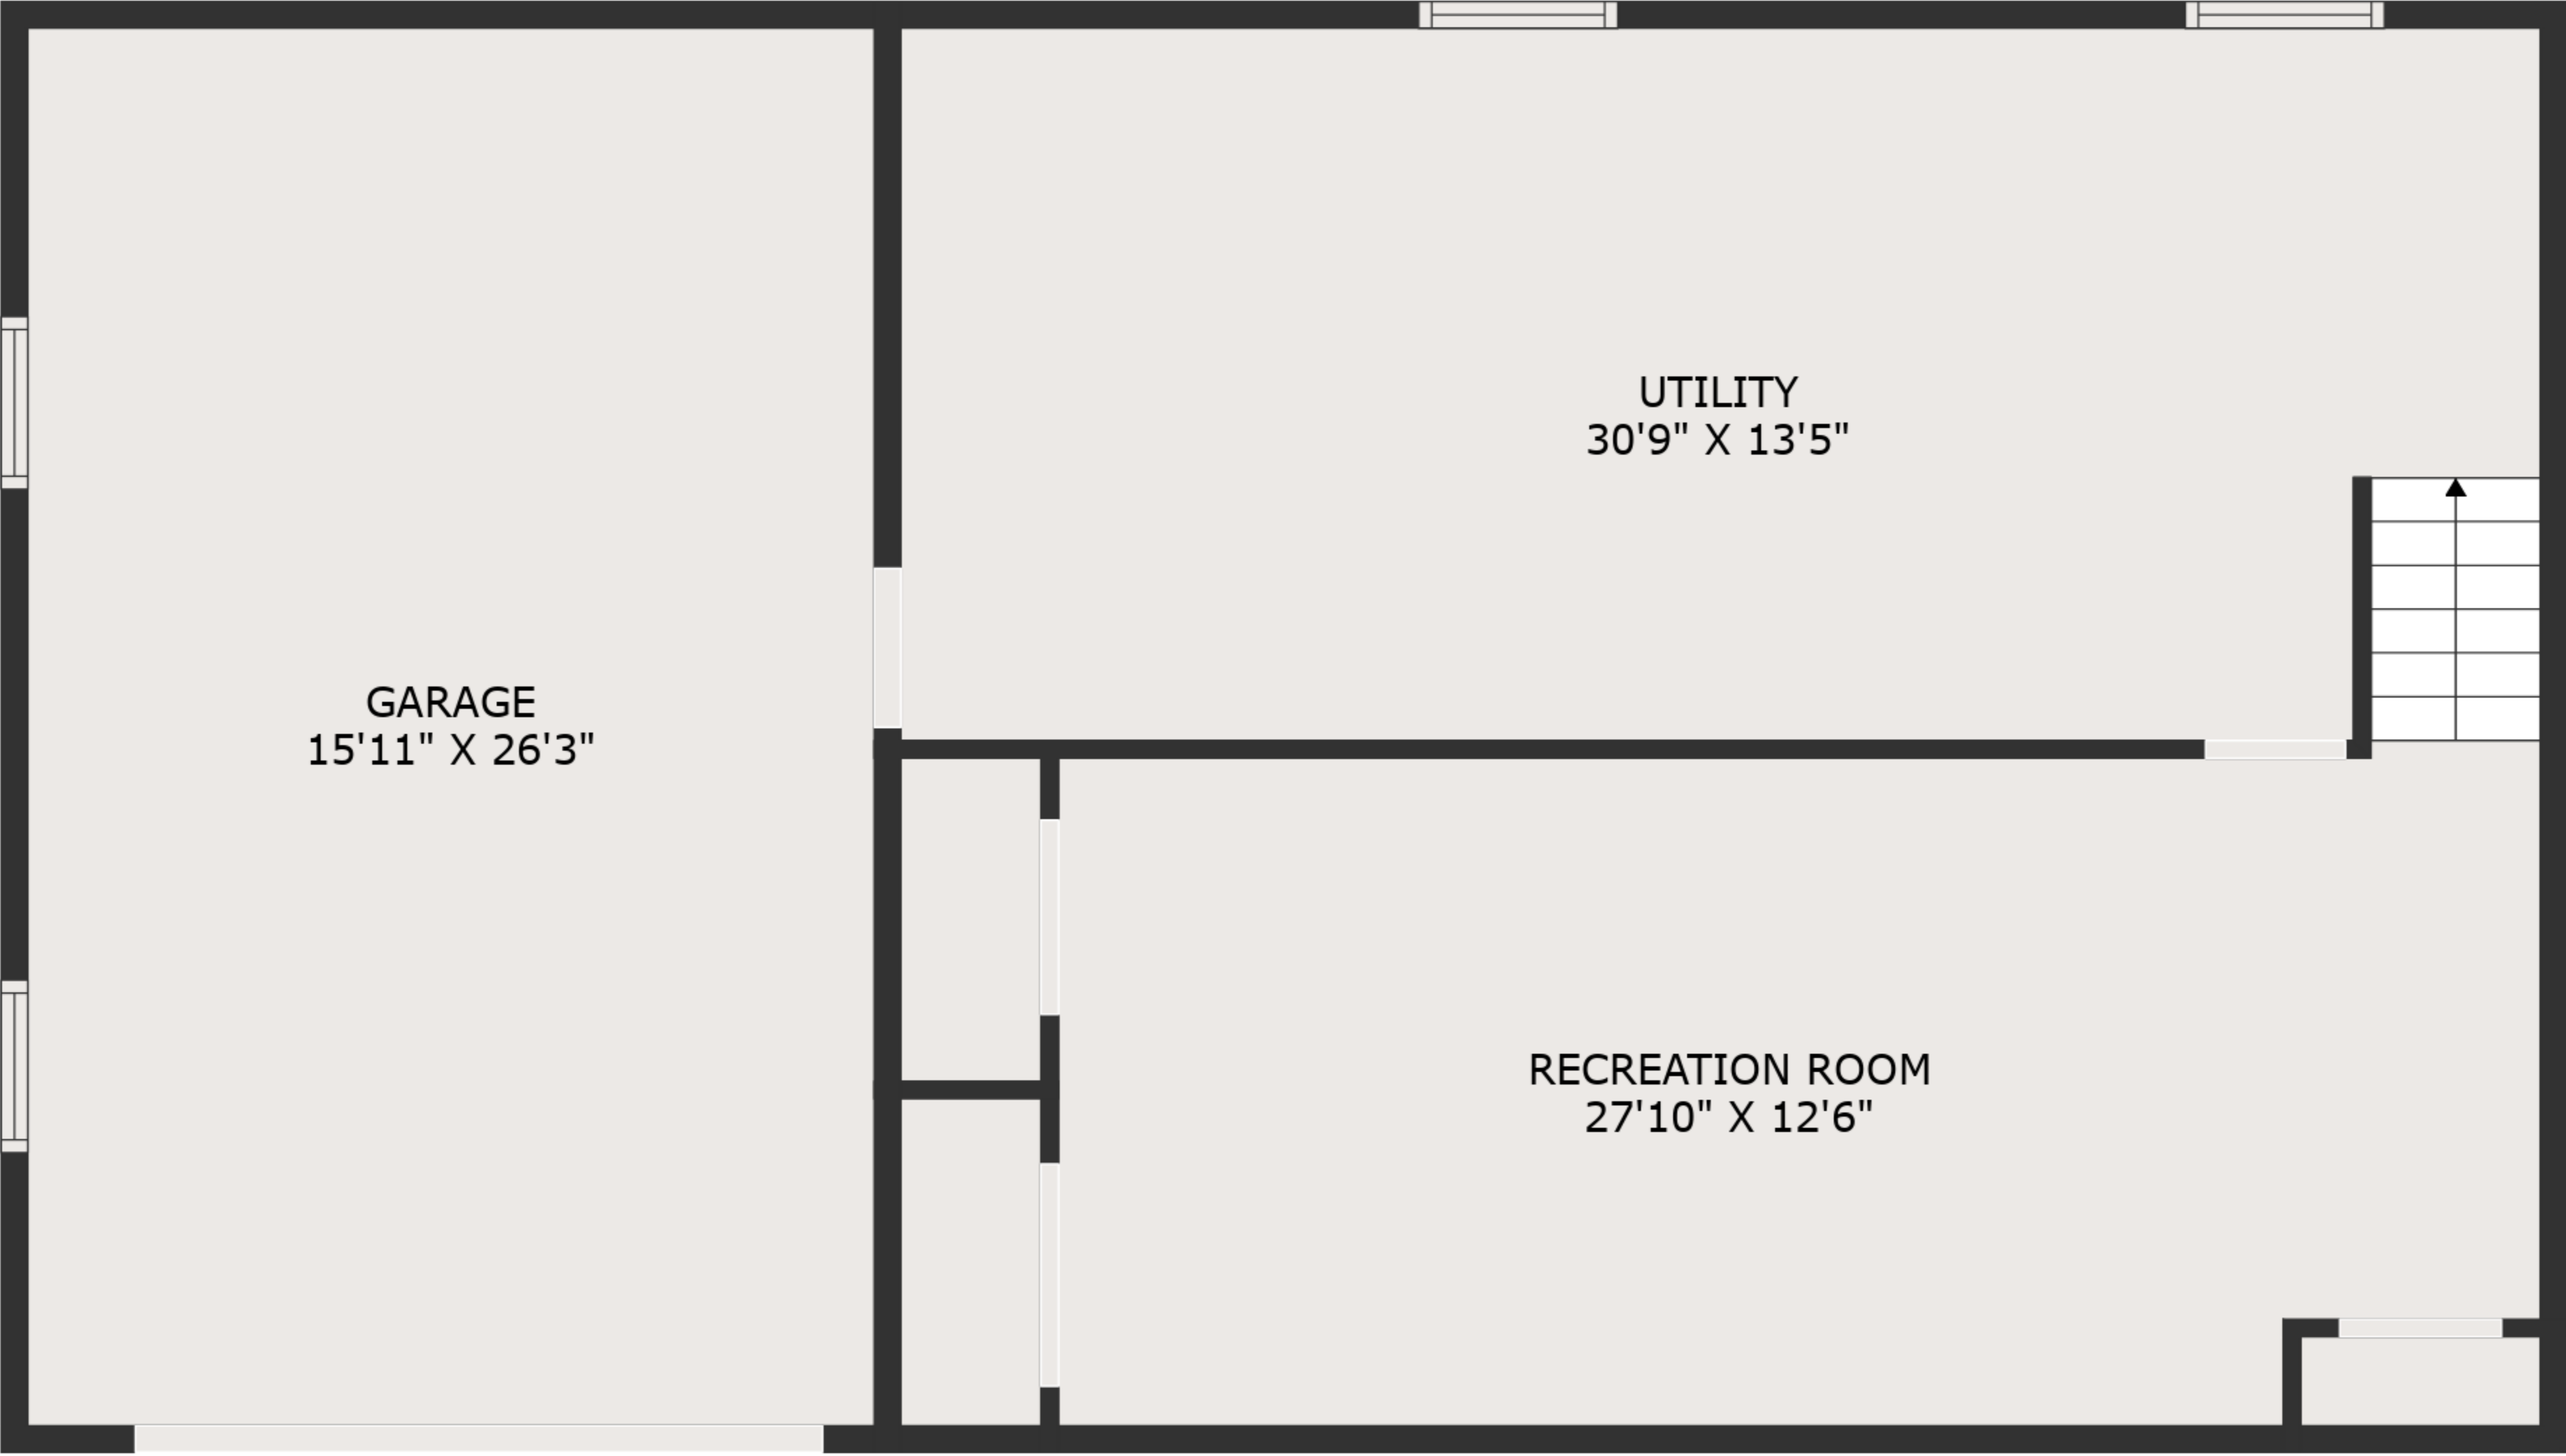 UTILITY
30'9" X 13'5"
GARAGE
15'11" X 26'3"
RECREATION ROOM
27'10" X 12'6"